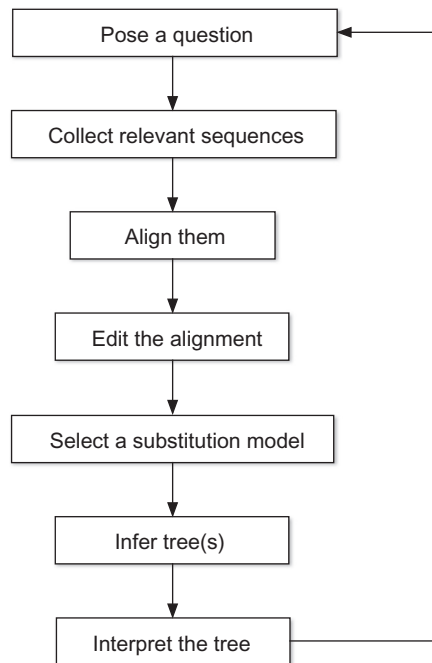 Pose a question
Collect relevant sequences
Align them
Edit the alignment
Select a substitution model
Infer tree(s)
Interpret the tree